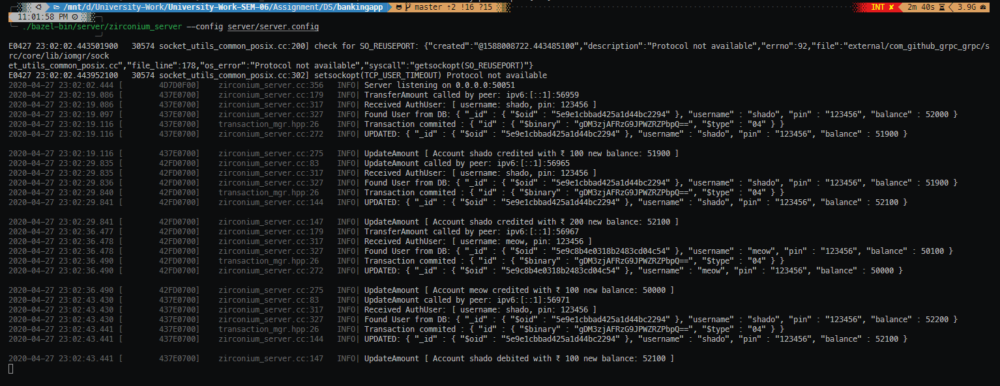 /mnt/d/University-Work/University-Work-SEM-06/Assignment/DS/bankingapp master ⇡2 !16 ?15 INT ✘ 2m 40s 3.9G
11:01:58 PM
./bazel-bin/server/zirconium_server --config server/server.config
E0427 23:02:02.443501900 30574 socket_utils_common_posix.cc:200] check for SO_REUSEPORT: {"created":"@1588008722.443485100","description":"Protocol not available","errno":92,"file":"external/com_github_grpc_grpc/s
rc/core/lib/iomgr/sock
et_utils_common_posix.cc","file_line":178,"os_error":"Protocol not available","syscall":"getsockopt(SO_REUSEPORT)"}
E0427 23:02:02.443952100 30574 socket_utils_common_posix.cc:302] setsockopt(TCP_USER_TIMEOUT) Protocol not available
2020-04-27 23:02:02.444 [ 4D7D0F00] zirconium_server.cc:356 INFO| Server listening on 0.0.0.0:50051
2020-04-27 23:02:19.086 [ 437E0700] zirconium_server.cc:179 INFO| TransferAmount called by peer: ipv6:[::1]:56959
2020-04-27 23:02:19.086 [ 437E0700] zirconium_server.cc:317 INFO| Received AuthUser: [ username: shado, pin: 123456 ]
2020-04-27 23:02:19.097 [ 437E0700] zirconium_server.cc:327 INFO| Found User from DB: { "_id" : { "$oid" : "5e9e1cbbad425a1d44bc2294" }, "username" : "shado", "pin" : "123456", "balance" : 52000 }
2020-04-27 23:02:19.116 [ 437E0700] transaction_mgr.hpp:26 INFO| Transaction commited : { "id" : { "$binary" : "gDM3zjAFRzG9JPWZRZPbpQ==", "$type" : "04" } }
2020-04-27 23:02:19.116 [ 437E0700] zirconium_server.cc:272 INFO| UPDATED: { "_id" : { "$oid" : "5e9e1cbbad425a1d44bc2294" }, "username" : "shado", "pin" : "123456", "balance" : 51900 }
2020-04-27 23:02:19.116 [ 437E0700] zirconium_server.cc:275 INFO| UpdateAmount [ Account shado credited with ₹ 100 new balance: 51900 ]
2020-04-27 23:02:29.835 [ 42FD0700] zirconium_server.cc:83 INFO| UpdateAmount called by peer: ipv6:[::1]:56965
2020-04-27 23:02:29.835 [ 42FD0700] zirconium_server.cc:317 INFO| Received AuthUser: [ username: shado, pin: 123456 ]
2020-04-27 23:02:29.836 [ 42FD0700] zirconium_server.cc:327 INFO| Found User from DB: { "_id" : { "$oid" : "5e9e1cbbad425a1d44bc2294" }, "username" : "shado", "pin" : "123456", "balance" : 51900 }
2020-04-27 23:02:29.840 [ 42FD0700] transaction_mgr.hpp:26 INFO| Transaction commited : { "id" : { "$binary" : "gDM3zjAFRzG9JPWZRZPbpQ==", "$type" : "04" } }
2020-04-27 23:02:29.841 [ 42FD0700] zirconium_server.cc:144 INFO| UPDATED: { "_id" : { "$oid" : "5e9e1cbbad425a1d44bc2294" }, "username" : "shado", "pin" : "123456", "balance" : 52100 }
2020-04-27 23:02:29.841 [ 42FD0700] zirconium_server.cc:147 INFO| UpdateAmount [ Account shado credited with ₹ 200 new balance: 52100 ]
2020-04-27 23:02:36.477 [ 42FD0700] zirconium_server.cc:179 INFO| TransferAmount called by peer: ipv6:[::1]:56967
2020-04-27 23:02:36.478 [ 42FD0700] zirconium_server.cc:317 INFO| Received AuthUser: [ username: meow, pin: 123456 ]
2020-04-27 23:02:36.478 [ 42FD0700] zirconium_server.cc:327 INFO| Found User from DB: { "_id" : { "$oid" : "5e9c8b4e0318b2483cd04c54" }, "username" : "meow", "pin" : "123456", "balance" : 50100 }
2020-04-27 23:02:36.490 [ 42FD0700] transaction_mgr.hpp:26 INFO| Transaction commited : { "id" : { "$binary" : "gDM3zjAFRzG9JPWZRZPbpQ==", "$type" : "04" } }
2020-04-27 23:02:36.490 [ 42FD0700] zirconium_server.cc:272 INFO| UPDATED: { "_id" : { "$oid" : "5e9c8b4e0318b2483cd04c54" }, "username" : "meow", "pin" : "123456", "balance" : 50000 }
2020-04-27 23:02:36.490 [ 42FD0700] zirconium_server.cc:275 INFO| UpdateAmount [ Account meow credited with ₹ 100 new balance: 50000 ]
2020-04-27 23:02:43.430 [ 437E0700] zirconium_server.cc:83 INFO| UpdateAmount called by peer: ipv6:[::1]:56971
2020-04-27 23:02:43.430 [ 437E0700] zirconium_server.cc:317 INFO| Received AuthUser: [ username: shado, pin: 123456 ]
2020-04-27 23:02:43.430 [ 437E0700] zirconium_server.cc:327 INFO| Found User from DB: { "_id" : { "$oid" : "5e9e1cbbad425a1d44bc2294" }, "username" : "shado", "pin" : "123456", "balance" : 52200 }
2020-04-27 23:02:43.441 [ 437E0700] transaction_mgr.hpp:26 INFO| Transaction commited : { "id" : { "$binary" : "gDM3zjAFRzG9JPWZRZPbpQ==", "$type" : "04" } }
2020-04-27 23:02:43.441 [ 437E0700] zirconium_server.cc:144 INFO| UPDATED: { "_id" : { "$oid" : "5e9e1cbbad425a1d44bc2294" }, "username" : "shado", "pin" : "123456", "balance" : 52100 }
2020-04-27 23:02:43.441 [ 437E0700] zirconium_server.cc:147 INFO| UpdateAmount [ Account shado debited with ₹ 100 new balance: 52100 ]